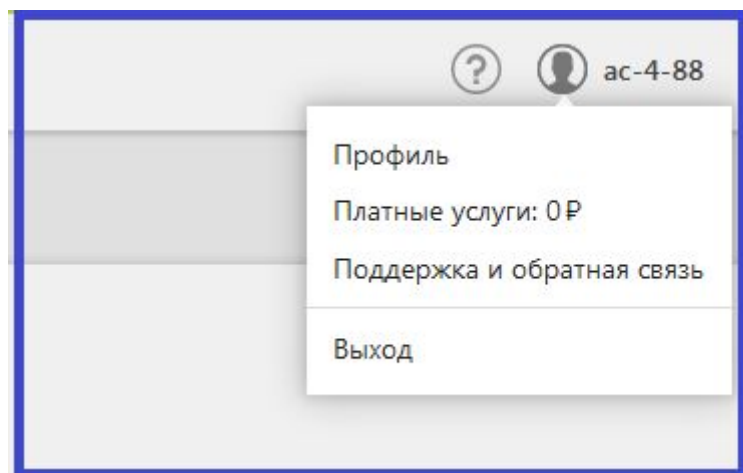 ? ac-4-88
Профиль
Платные услуги: 0 ₽
Поддержка и обратная связь
Выход